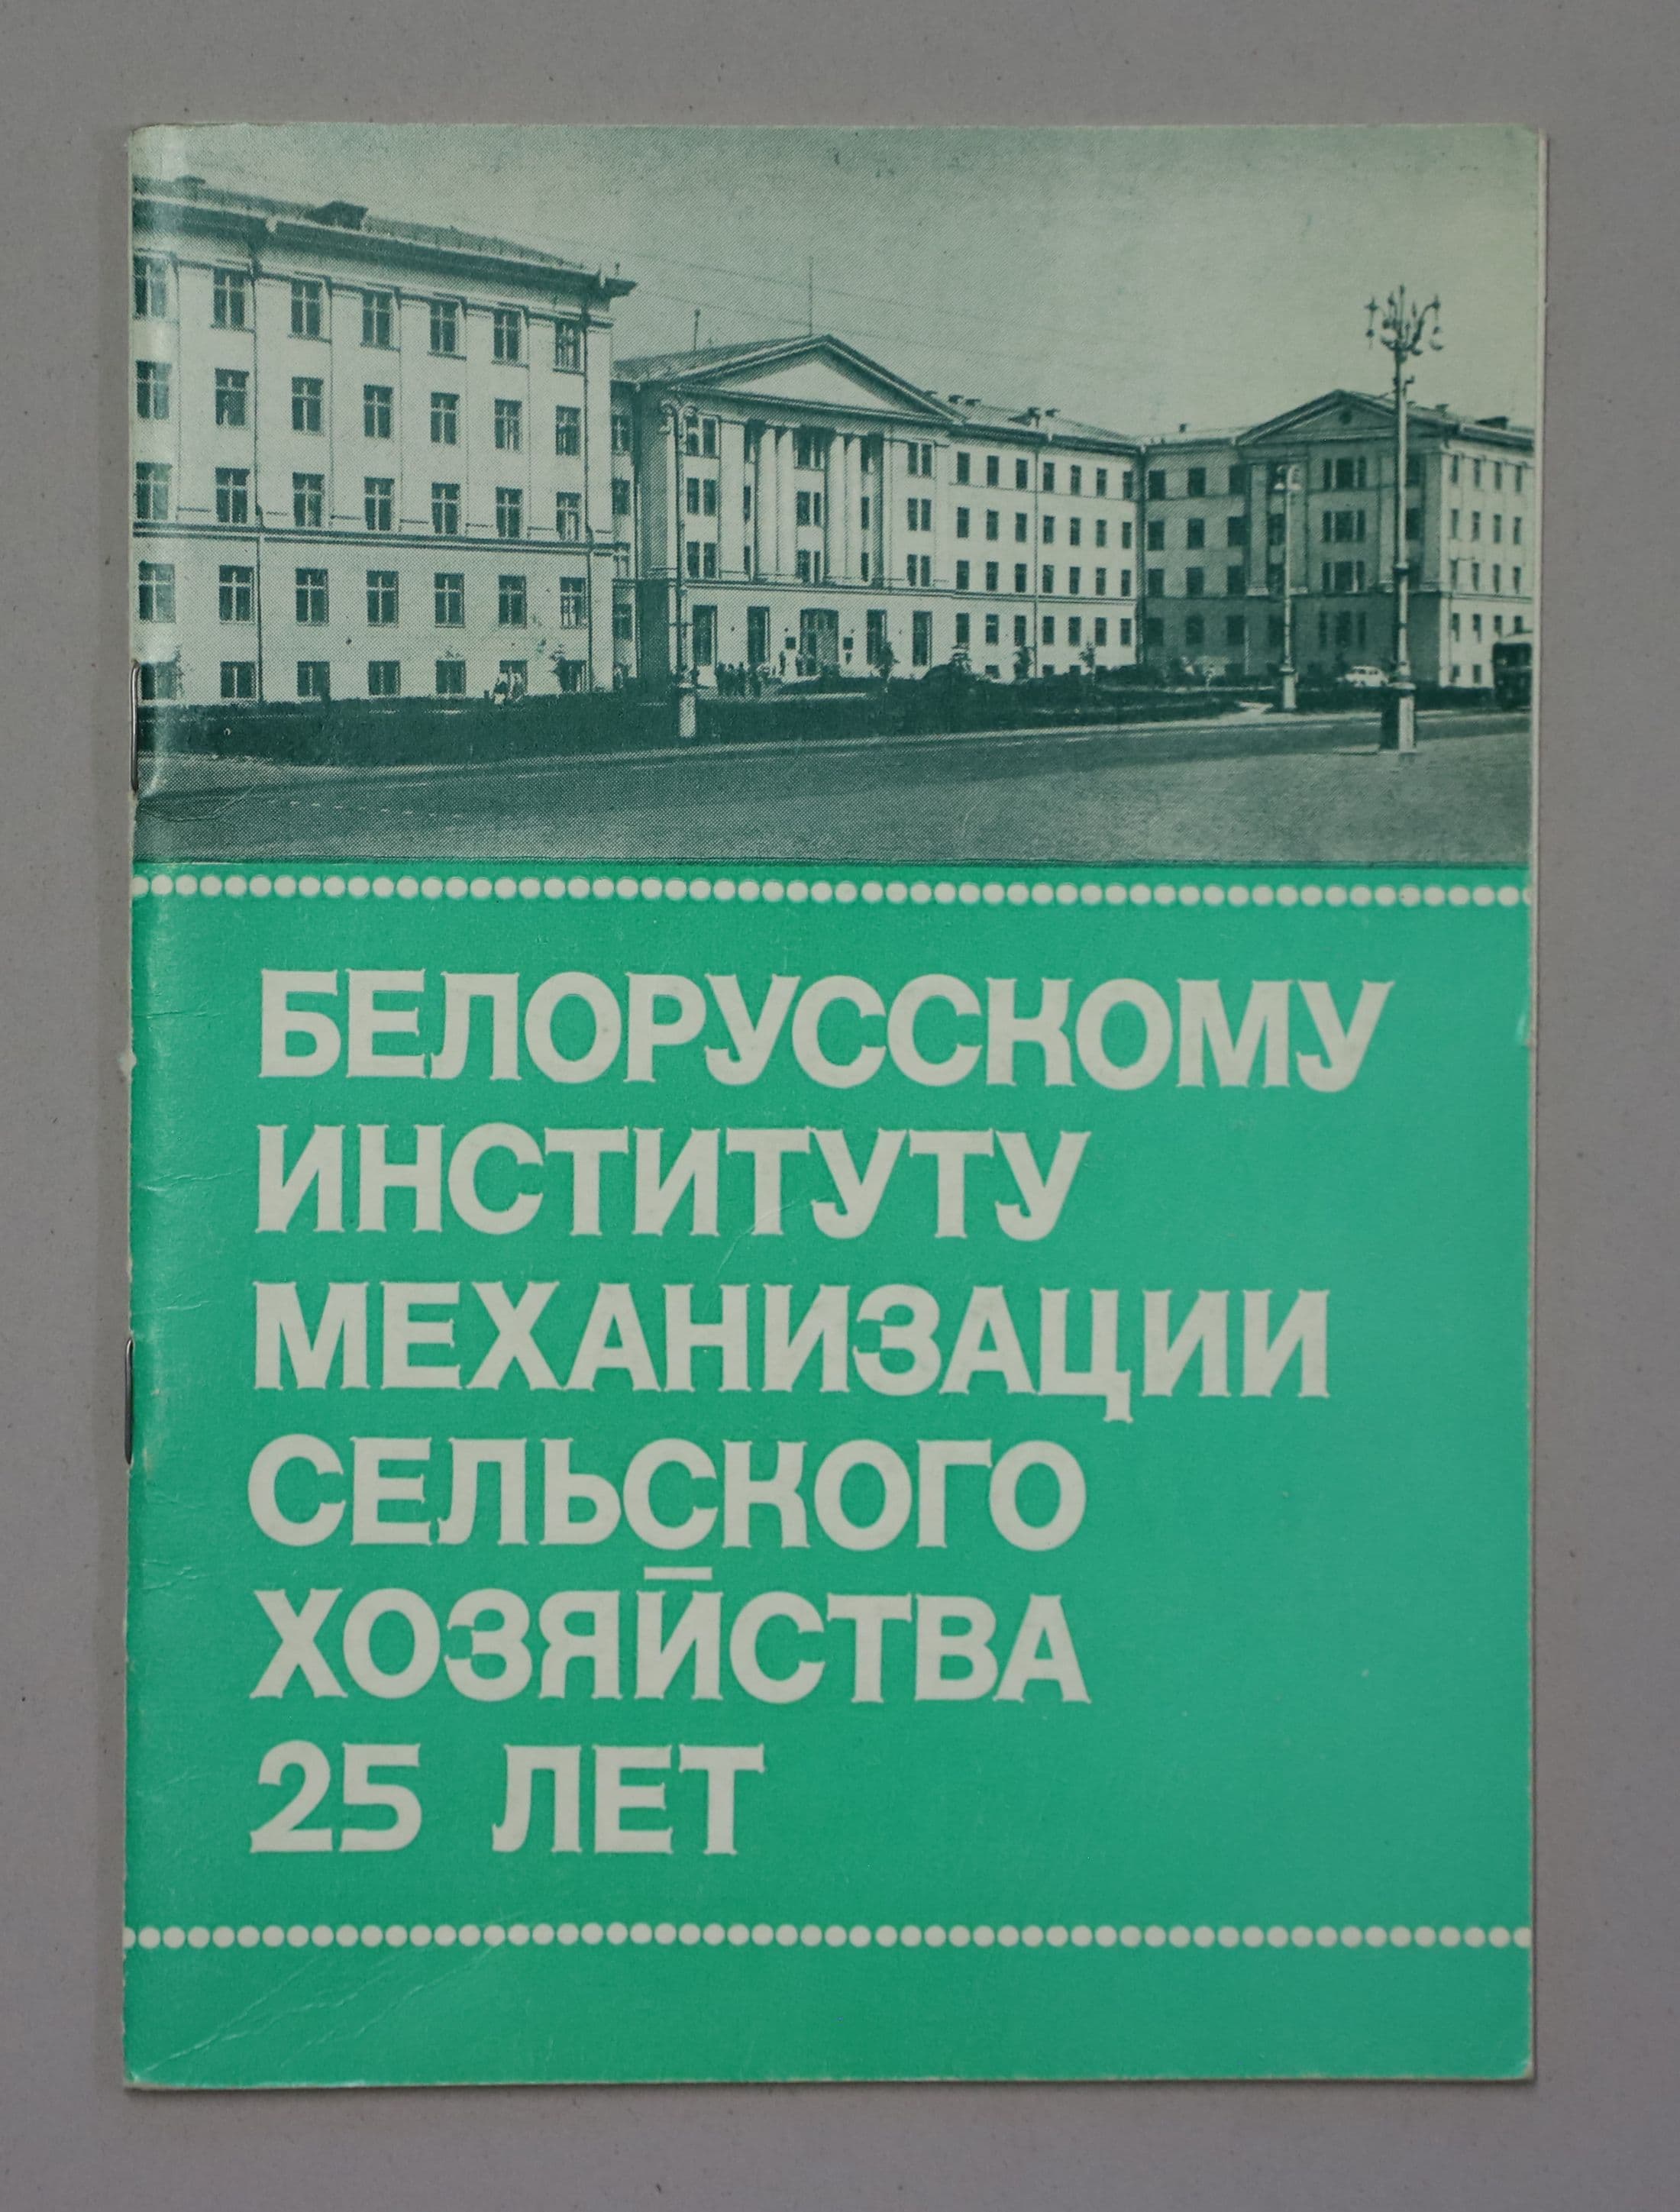 БЕЛОРУССКОМУ
ИНСТИТУТУ
МЕХАНИЗАЦИИ
СЕЛЬСКОГО
ХОЗЯЙСТВА
25 ЛЕТ